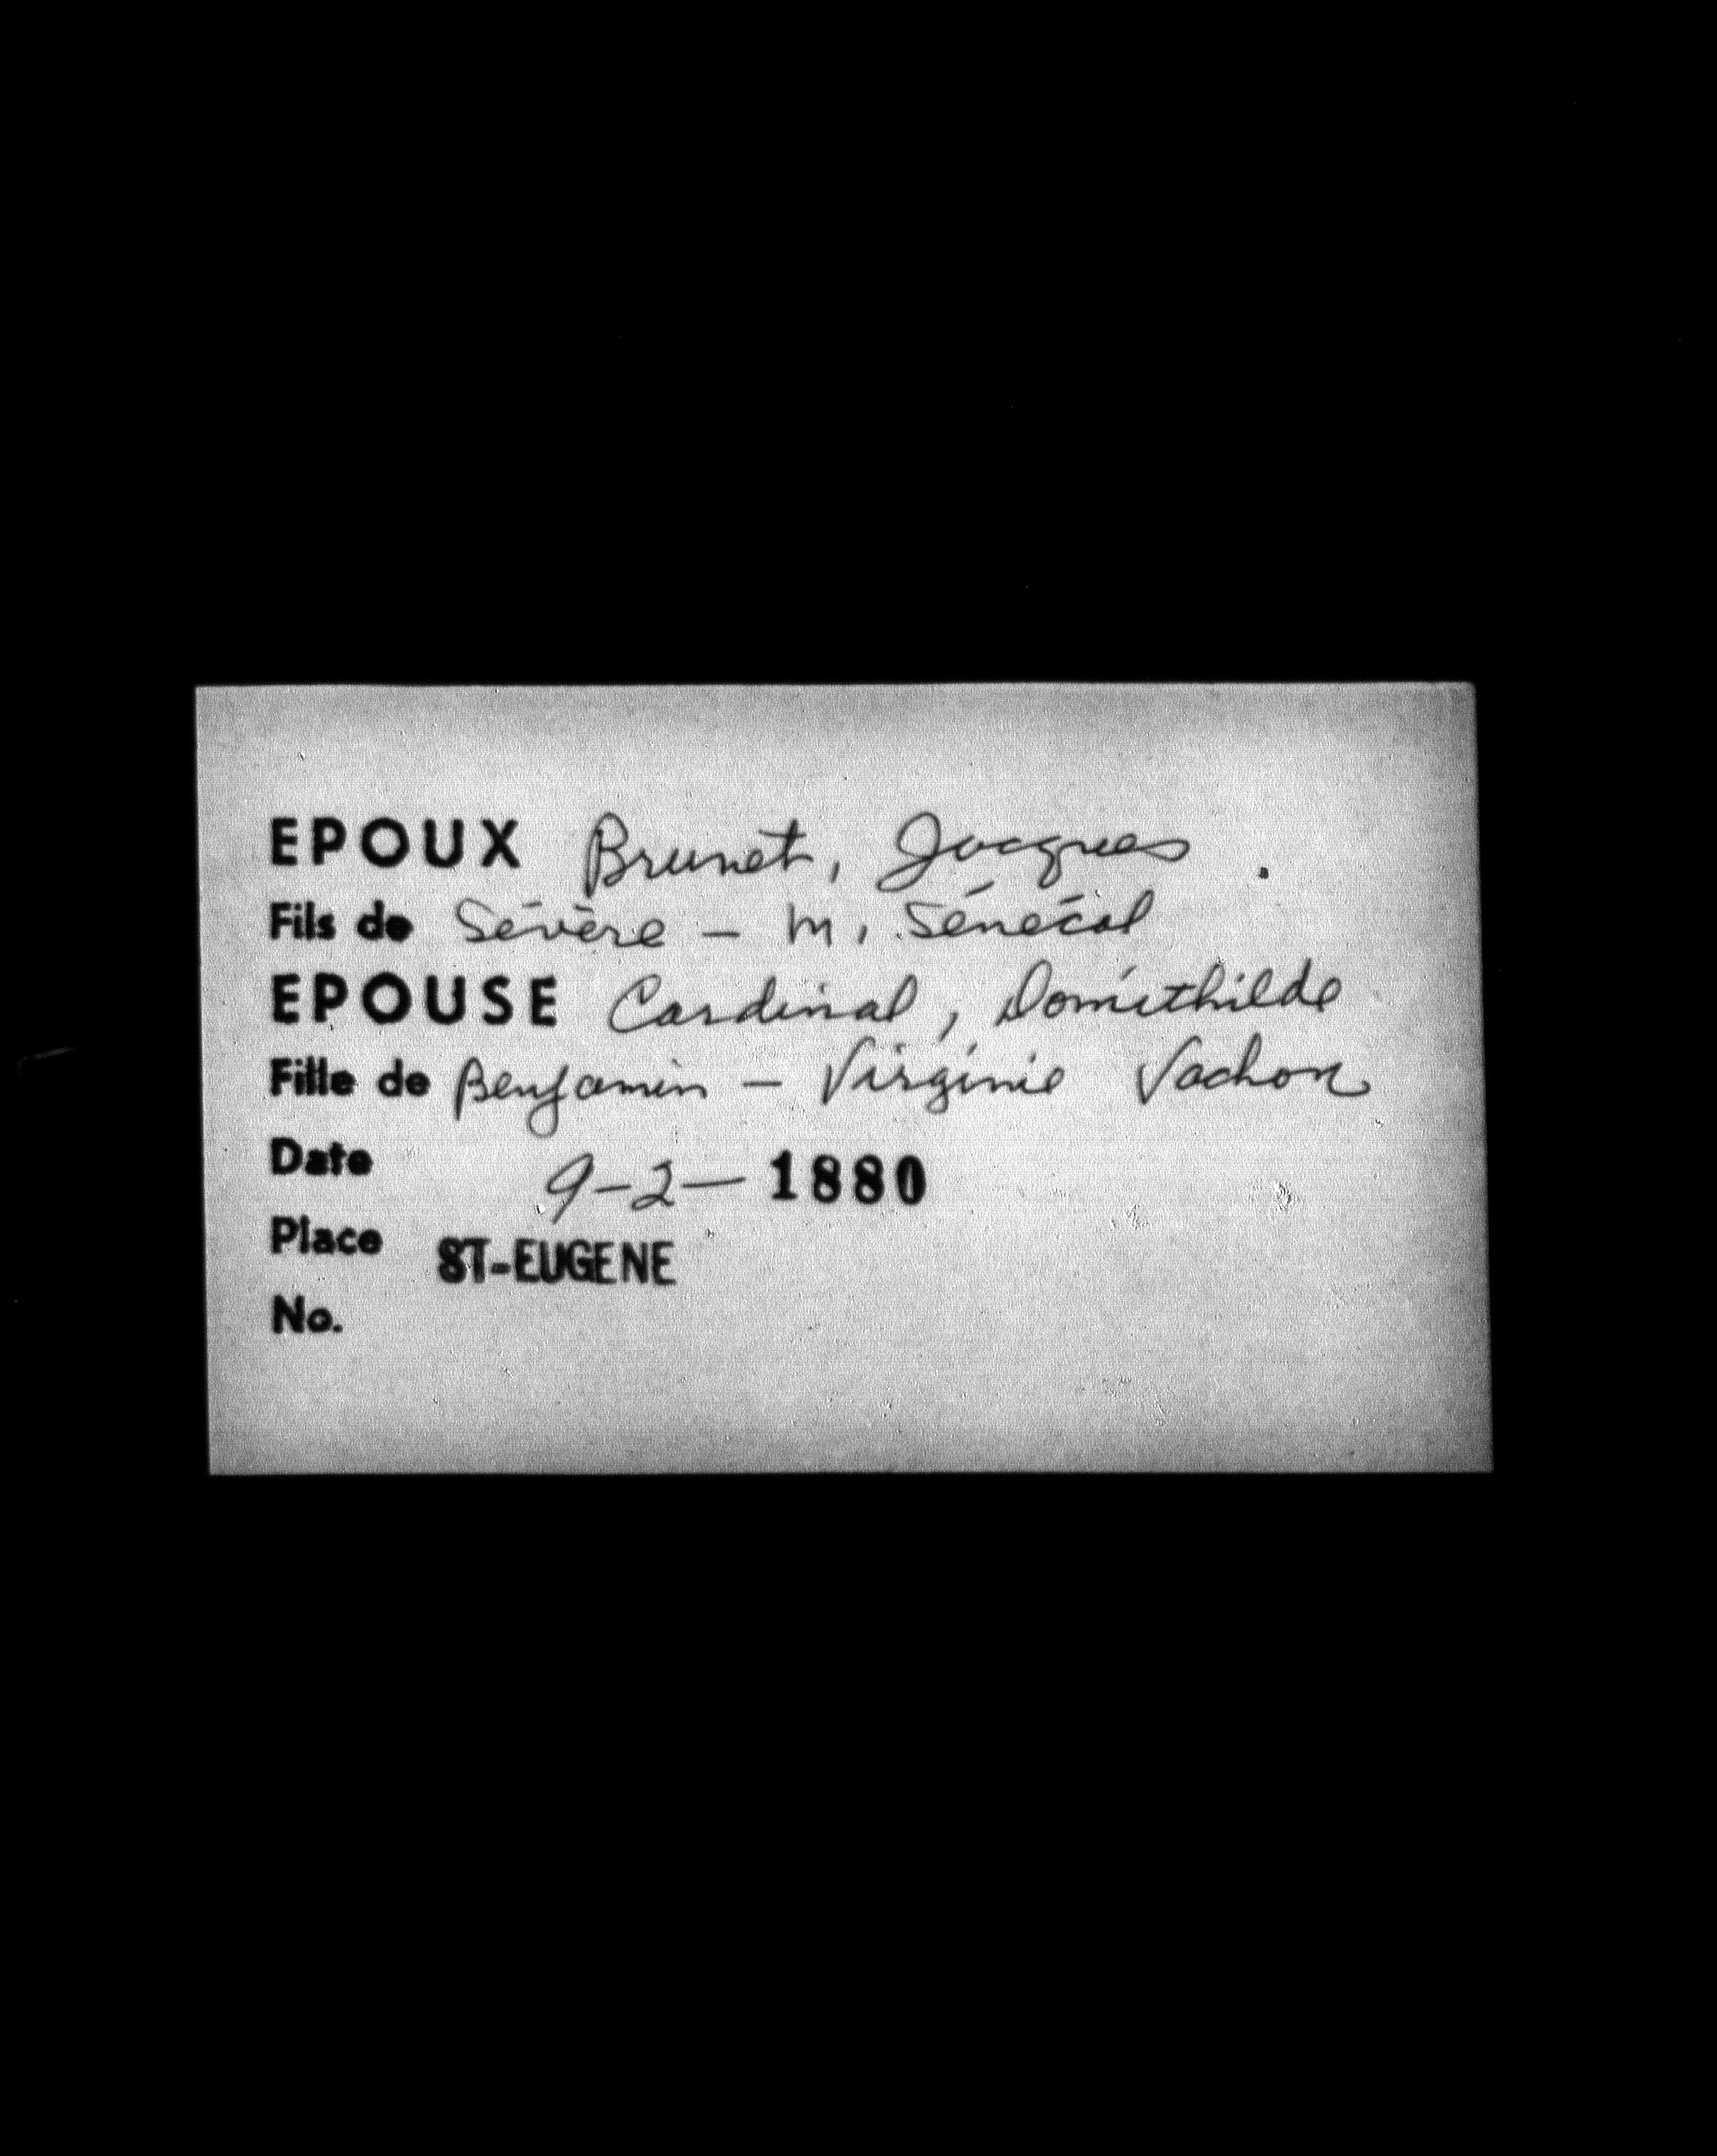 EPOUX Brunet, Jacques.
Fils de Sévère - M. Sénécal
EPOUSE Cardinal, Domithilde
Fille de Benjamin - Virginie Vachon
Date 9-2-1880
Place ST-EUGENE
No.